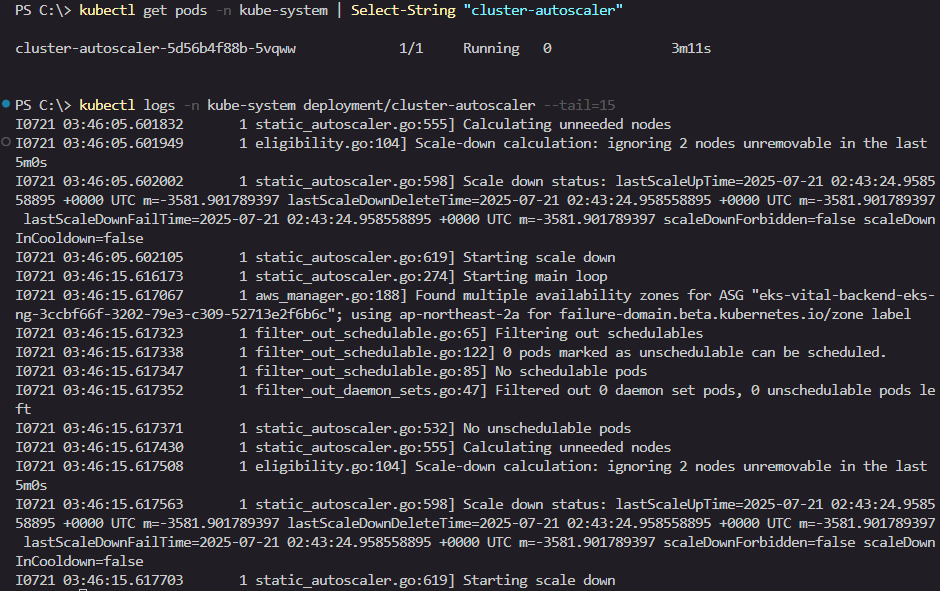 PS C:\> kubectl get pods -n kube-system | Select-String "cluster-autoscaler"
cluster-autoscaler-5d56b4f88b-5vqww 1/1 Running 0 3m11s
PS C:\> kubectl logs -n kube-system deployment/cluster-autoscaler --tail=15
I0721 03:46:05.601832 1 static_autoscaler.go:555] Calculating unneeded nodes
I0721 03:46:05.601949 1 eligibility.go:104] Scale-down calculation: ignoring 2 nodes unremovable in the last
5m0s
I0721 03:46:05.602002 1 static_autoscaler.go:598] Scale down status: lastScaleUpTime=2025-07-21 02:43:24.9585
58895 +0000 UTC m=-3581.901789397 lastScaleDownDeleteTime=2025-07-21 02:43:24.958558895 +0000 UTC m=-3581.901789397
lastScaleDownFailTime=2025-07-21 02:43:24.958558895 +0000 UTC m=-3581.901789397 scaleDownForbidden=false scaleDown
InCooldown=false
I0721 03:46:05.602105 1 static_autoscaler.go:619] Starting scale down
I0721 03:46:15.616173 1 static_autoscaler.go:274] Starting main loop
I0721 03:46:15.617067 1 aws_manager.go:188] Found multiple availability zones for ASG "eks-vital-backend-eks-
ng-3ccbf66f-3202-79e3-c309-52713e2f6b6c"; using ap-northeast-2a for failure-domain.beta.kubernetes.io/zone label
I0721 03:46:15.617323 1 filter_out_schedulable.go:65] Filtering out schedulables
I0721 03:46:15.617338 1 filter_out_schedulable.go:122] 0 pods marked as unschedulable can be scheduled.
I0721 03:46:15.617347 1 filter_out_schedulable.go:85] No schedulable pods
I0721 03:46:15.617352 1 filter_out_daemon_sets.go:47] Filtered out 0 daemon set pods, 0 unschedulable pods le
ft
I0721 03:46:15.617371 1 static_autoscaler.go:532] No unschedulable pods
I0721 03:46:15.617430 1 static_autoscaler.go:555] Calculating unneeded nodes
I0721 03:46:15.617508 1 eligibility.go:104] Scale-down calculation: ignoring 2 nodes unremovable in the last
5m0s
I0721 03:46:15.617563 1 static_autoscaler.go:598] Scale down status: lastScaleUpTime=2025-07-21 02:43:24.9585
58895 +0000 UTC m=-3581.901789397 lastScaleDownDeleteTime=2025-07-21 02:43:24.958558895 +0000 UTC m=-3581.901789397
lastScaleDownFailTime=2025-07-21 02:43:24.958558895 +0000 UTC m=-3581.901789397 scaleDownForbidden=false scaleDown
InCooldown=false
I0721 03:46:15.617703 1 static_autoscaler.go:619] Starting scale down